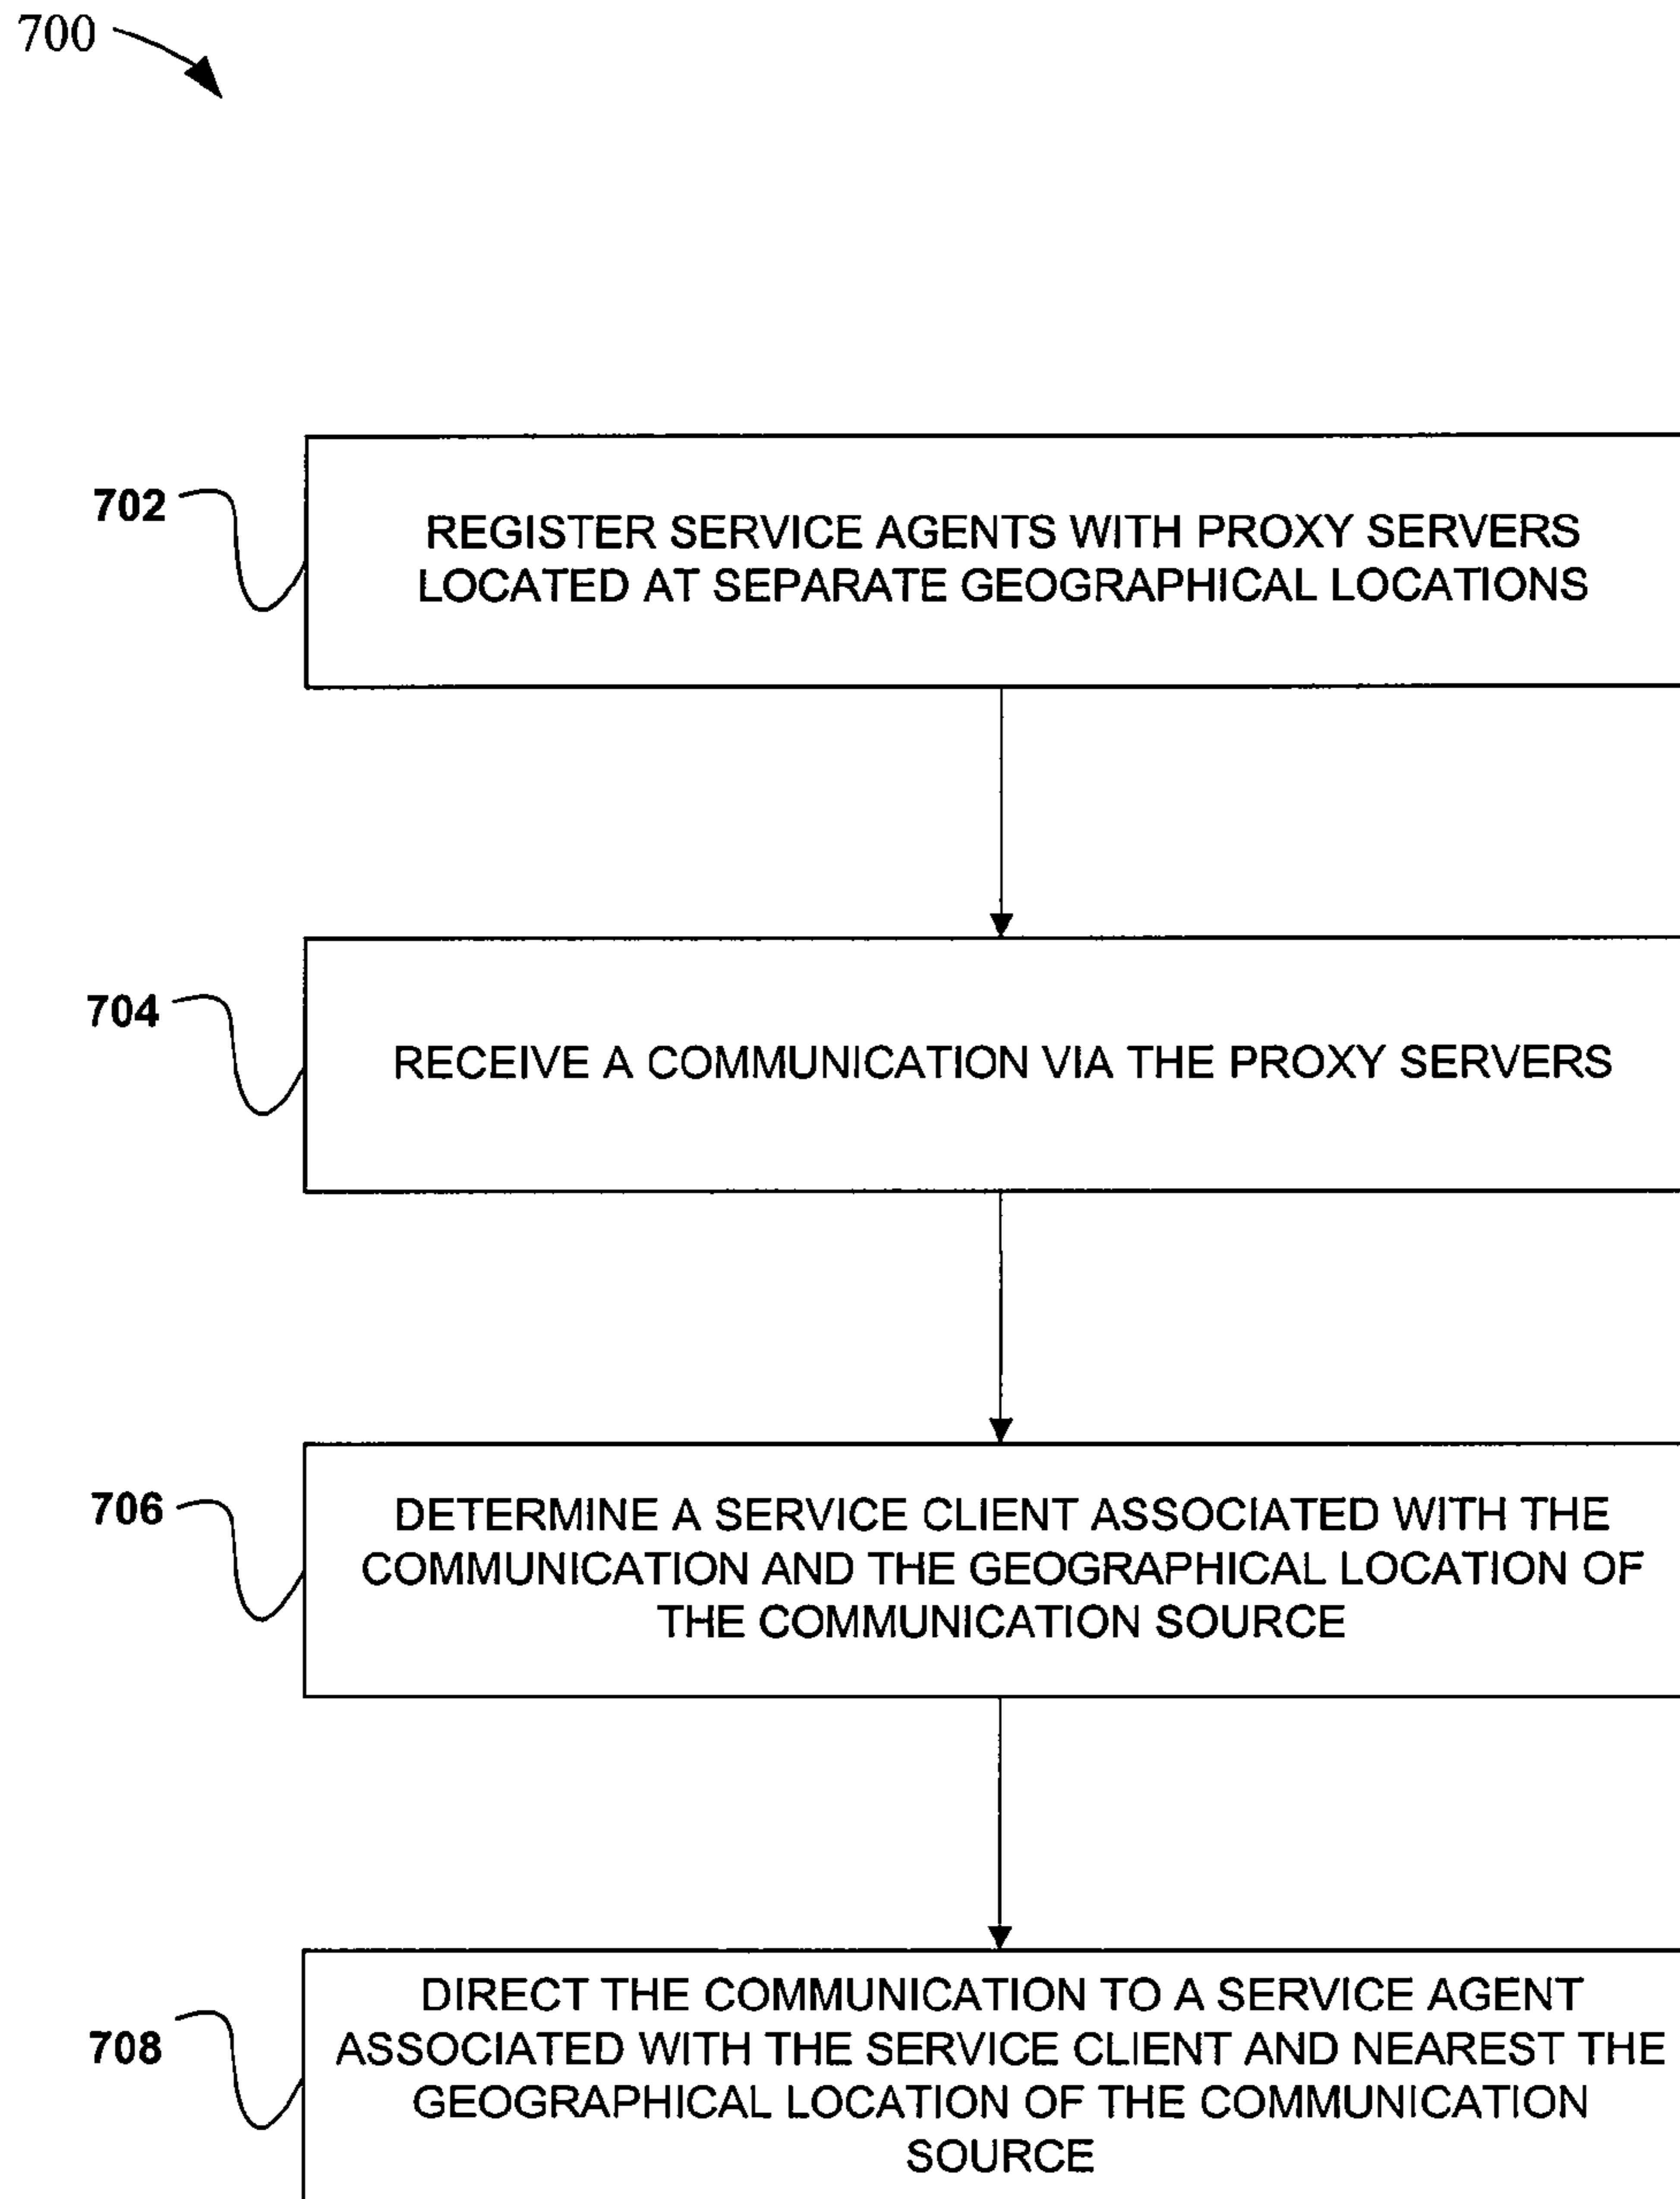 700
702
REGISTER SERVICE AGENTS WITH PROXY SERVERS
LOCATED AT SEPARATE GEOGRAPHICAL LOCATIONS
704
RECEIVE A COMMUNICATION VIA THE PROXY SERVERS
706
DETERMINE A SERVICE CLIENT ASSOCIATED WITH THE
COMMUNICATION AND THE GEOGRAPHICAL LOCATION OF
THE COMMUNICATION SOURCE
708
DIRECT THE COMMUNICATION TO A SERVICE AGENT
ASSOCIATED WITH THE SERVICE CLIENT AND NEAREST THE
GEOGRAPHICAL LOCATION OF THE COMMUNICATION
SOURCE